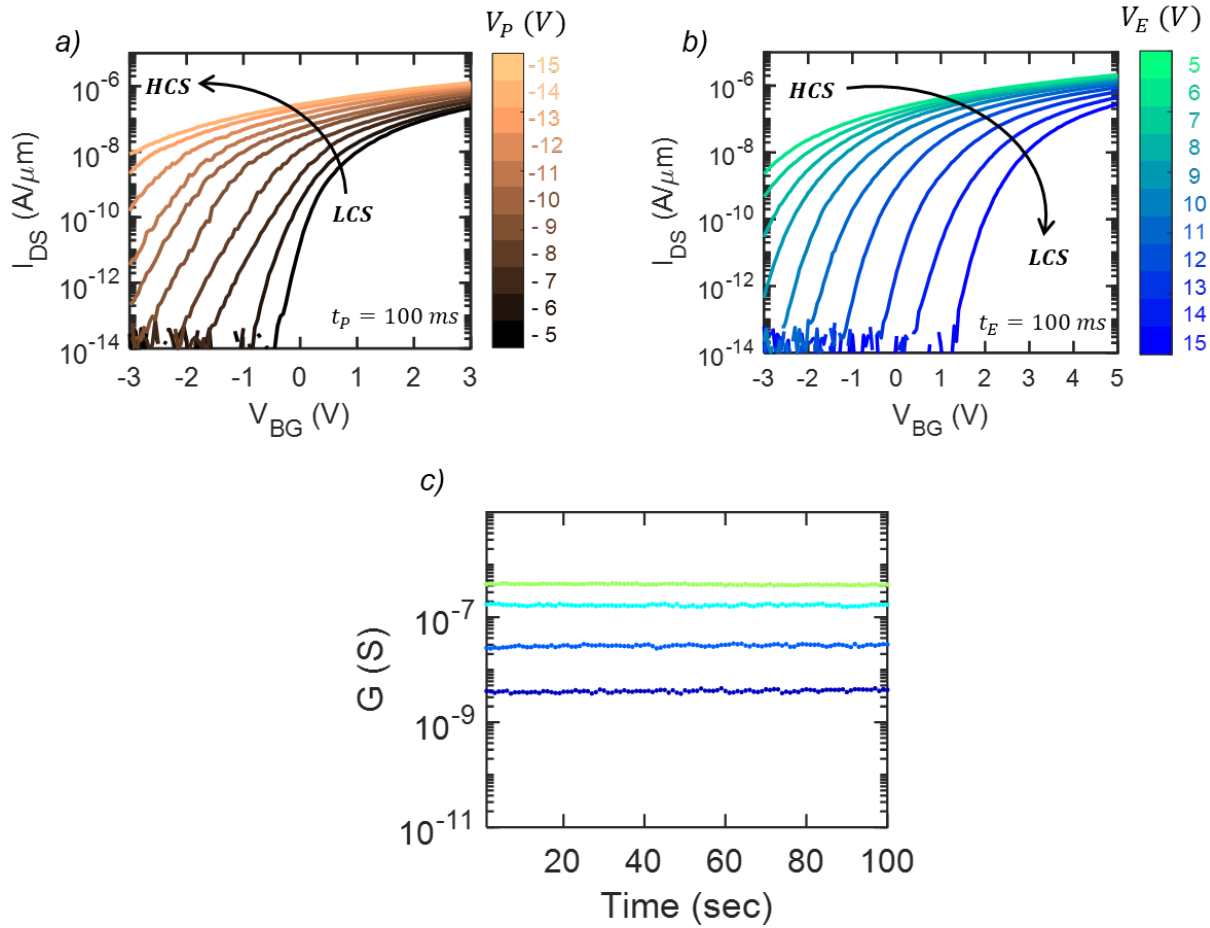 a)
V_P (V)
I_DS (A/μm)
10^-6
10^-8
10^-10
10^-12
10^-14
HCS
LCS
t_P = 100 ms
-3 -2 -1 0 1 2 3
V_BG (V)
-15
-14
-13
-12
-11
-10
- 9
- 8
- 7
- 6
- 5
b)
V_E (V)
I_DS (A/μm)
10^-6
10^-8
10^-10
10^-12
10^-14
HCS
LCS
t_E = 100 ms
-3 -2 -1 0 1 2 3 4 5
V_BG (V)
5
6
7
8
9
10
11
12
13
14
15
c)
G (S)
10^-7
10^-9
10^-11
20 40 60 80 100
Time (sec)